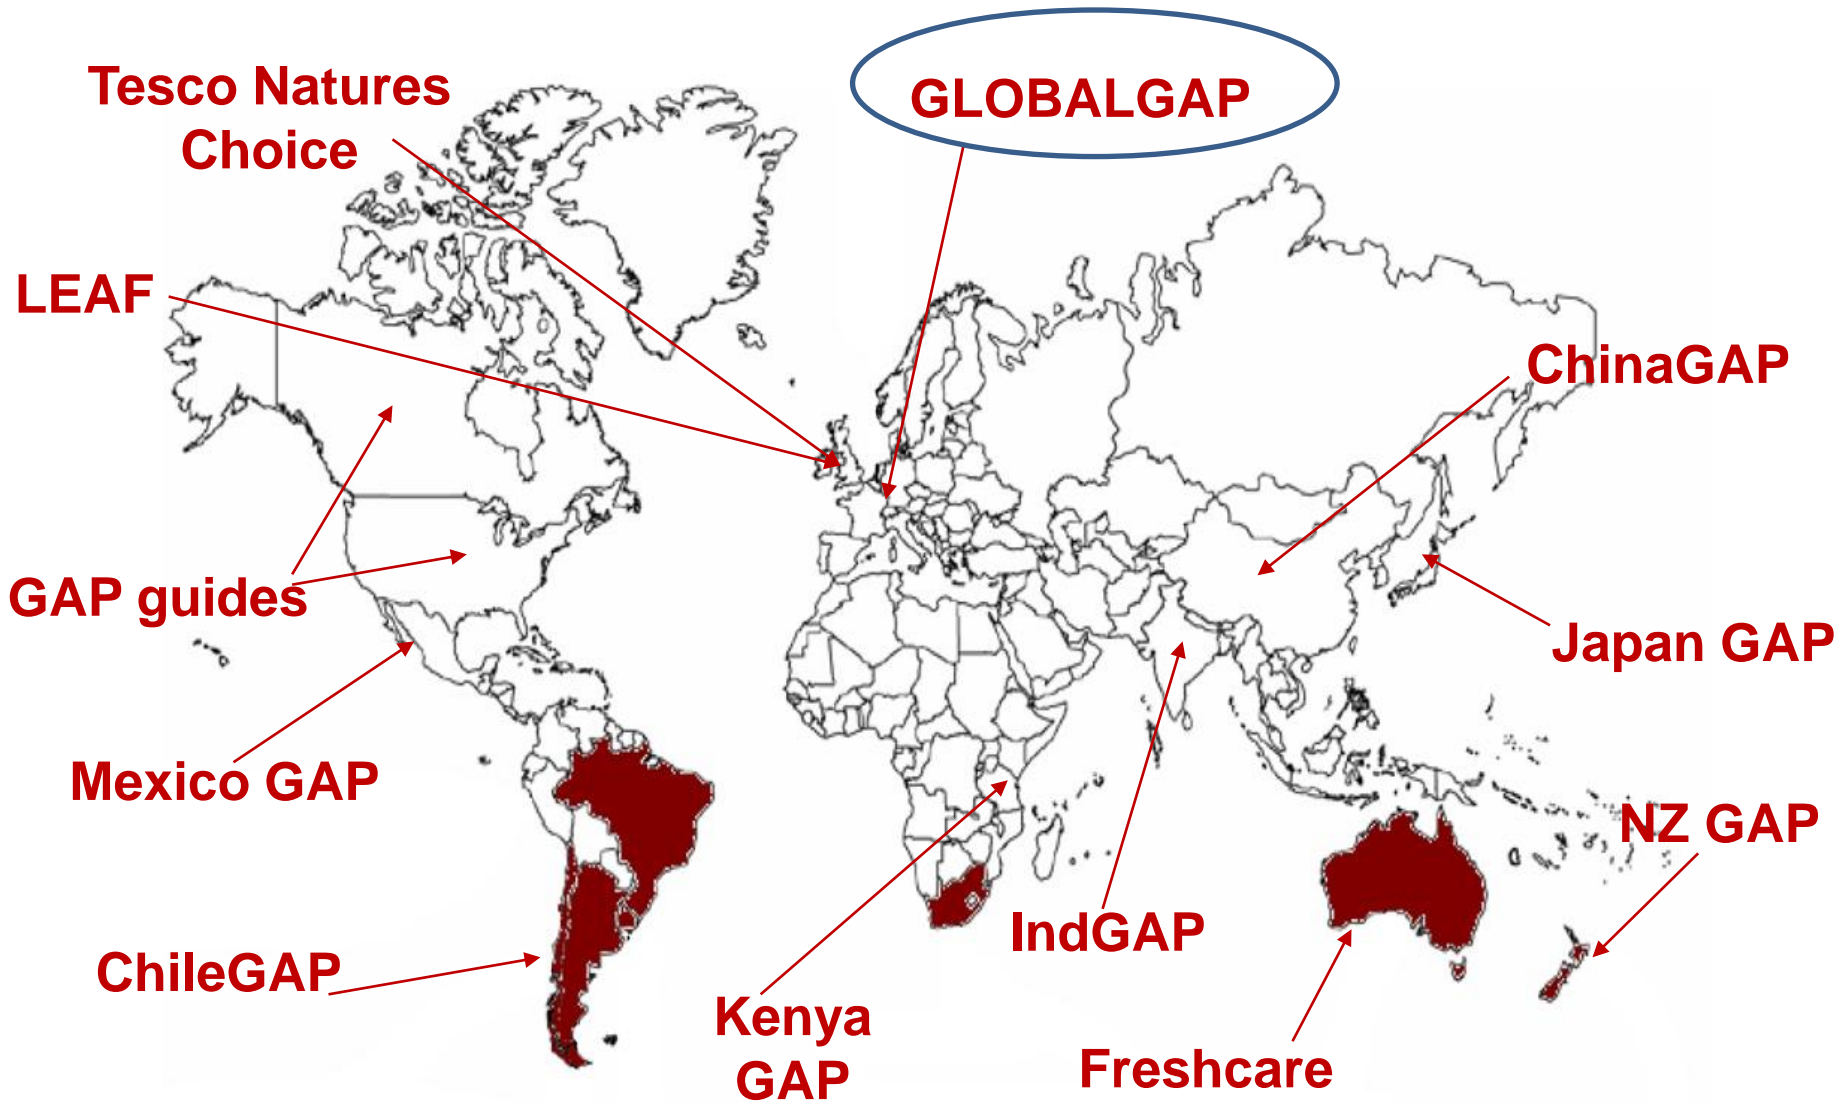 GLOBALGAP
Tesco Natures
Choice
LEAF
ChinaGAP
GAP guides
Japan GAP
Mexico GAP
NZ GAP
IndGAP
ChileGAP
Kenya
GAP
Freshcare